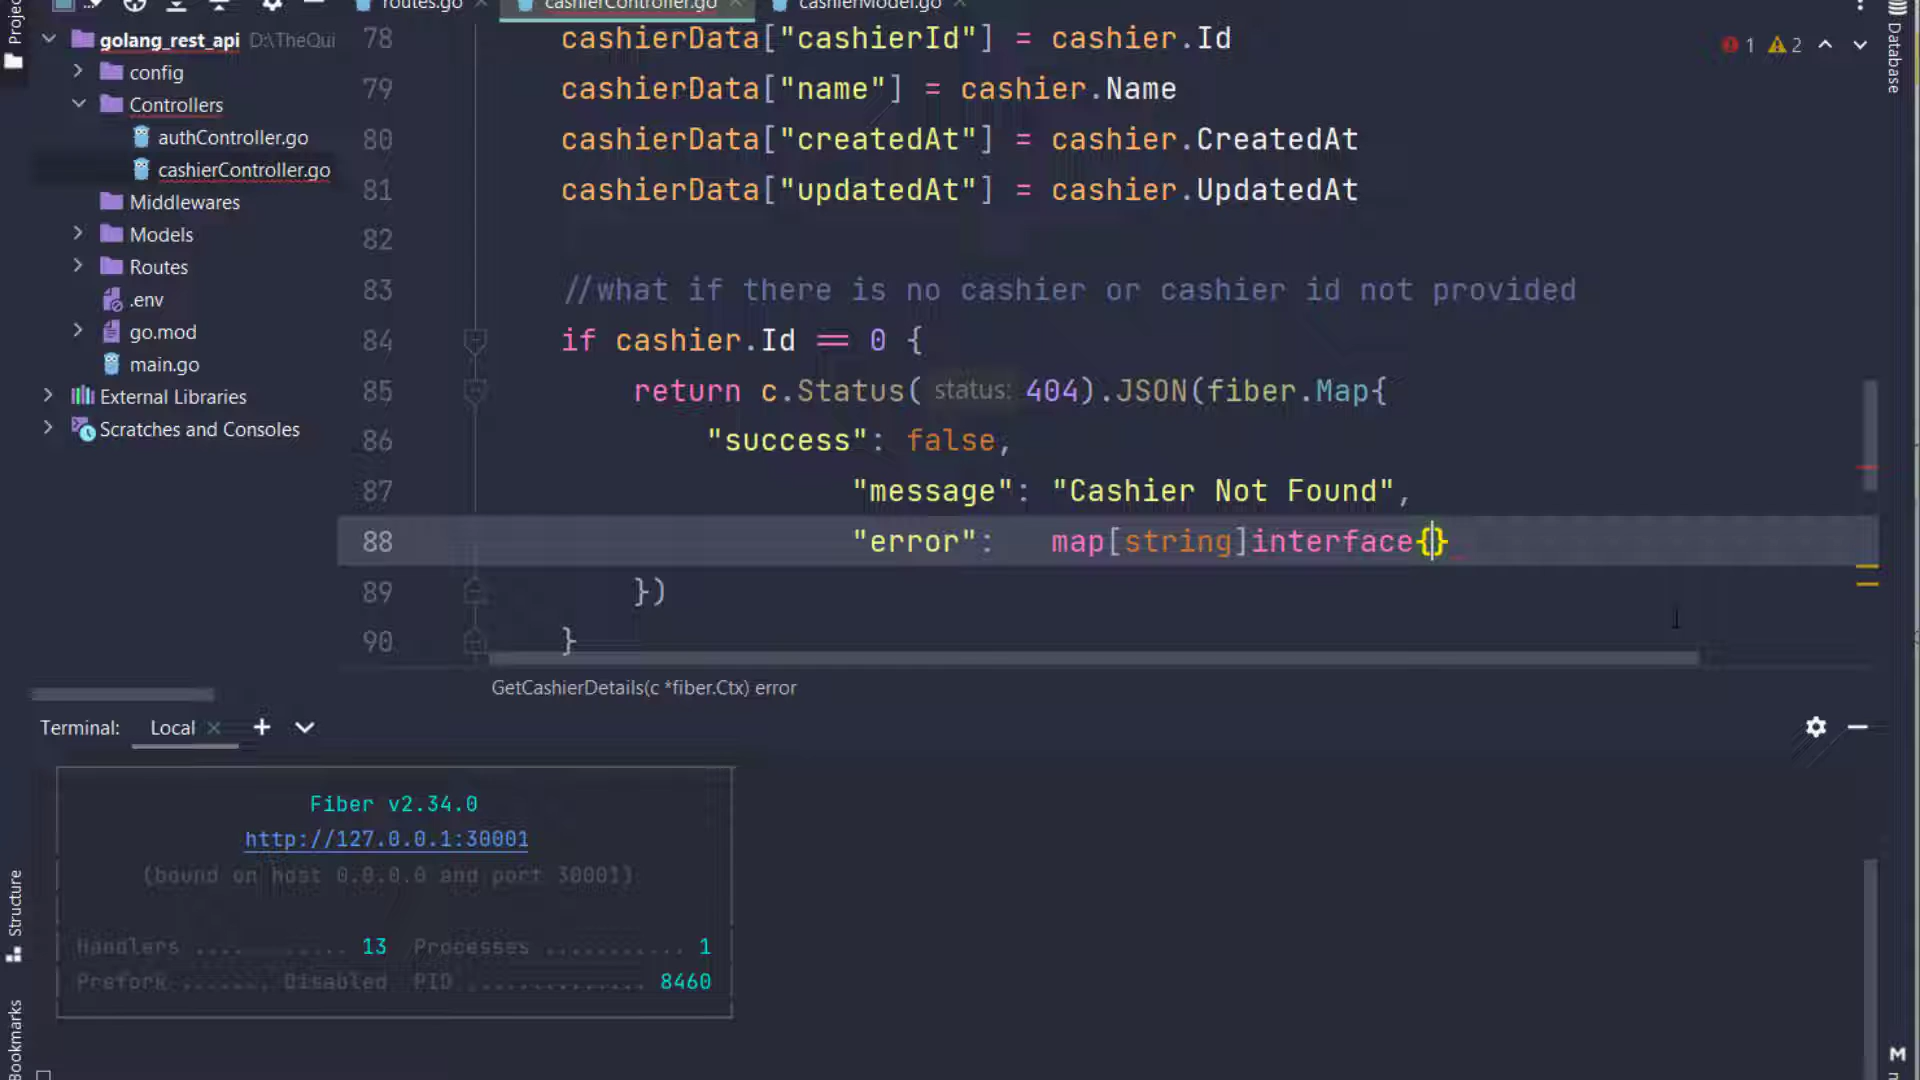 routes.go
cashierController.go
cashierModel.go
golang_rest_api D:\TheQui
config
Controllers
authController.go
cashierController.go
Middlewares
Models
Routes
.env
go.mod
main.go
External Libraries
Scratches and Consoles
78 cashierData["cashierId"] = cashier.Id
79 cashierData["name"] = cashier.Name
80 cashierData["createdAt"] = cashier.CreatedAt
81 cashierData["updatedAt"] = cashier.UpdatedAt
82
83 //what if there is no cashier or cashier id not provided
84 if cashier.Id == 0 {
85 return c.Status( status: 404).JSON(fiber.Map{
86 "success": false,
87 "message": "Cashier Not Found",
88 "error": map[string]interface{}
89 })
90 }
1 2
Database
GetCashierDetails(c *fiber.Ctx) error
Terminal: Local
Fiber v2.34.0
http://127.0.0.1:30001
(bound on host 0.0.0.0 and port 30001)
Handlers .... ........ 13 Processes ........... 1
Prefork ....... Disabled PID ............. 8460
Structure
Bookmarks
M